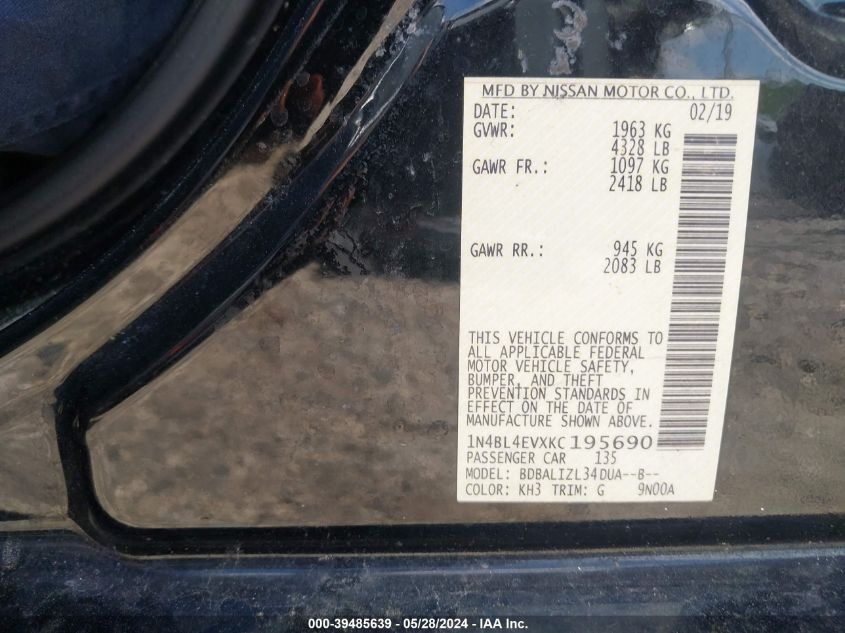 MFD BY NISSAN MOTOR CO., LTD.
DATE: 02/19
GVWR: 1963 KG
4328 LB
GAWR FR.: 1097 KG
2418 LB
GAWR RR.: 945 KG
2083 LB
THIS VEHICLE CONFORMS TO
ALL APPLICABLE FEDERAL
MOTOR VEHICLE SAFETY,
BUMPER, AND THEFT
PREVENTION STANDARDS IN
EFFECT ON THE DATE OF
MANUFACTURE SHOWN ABOVE.
1N4BL4EVXKC195690
PASSENGER CAR 135
MODEL: BDBALIZL34DUA--B--
COLOR: KH3 TRIM: G 9N00A
000-39485639 - 05/28/2024 - IAA Inc.